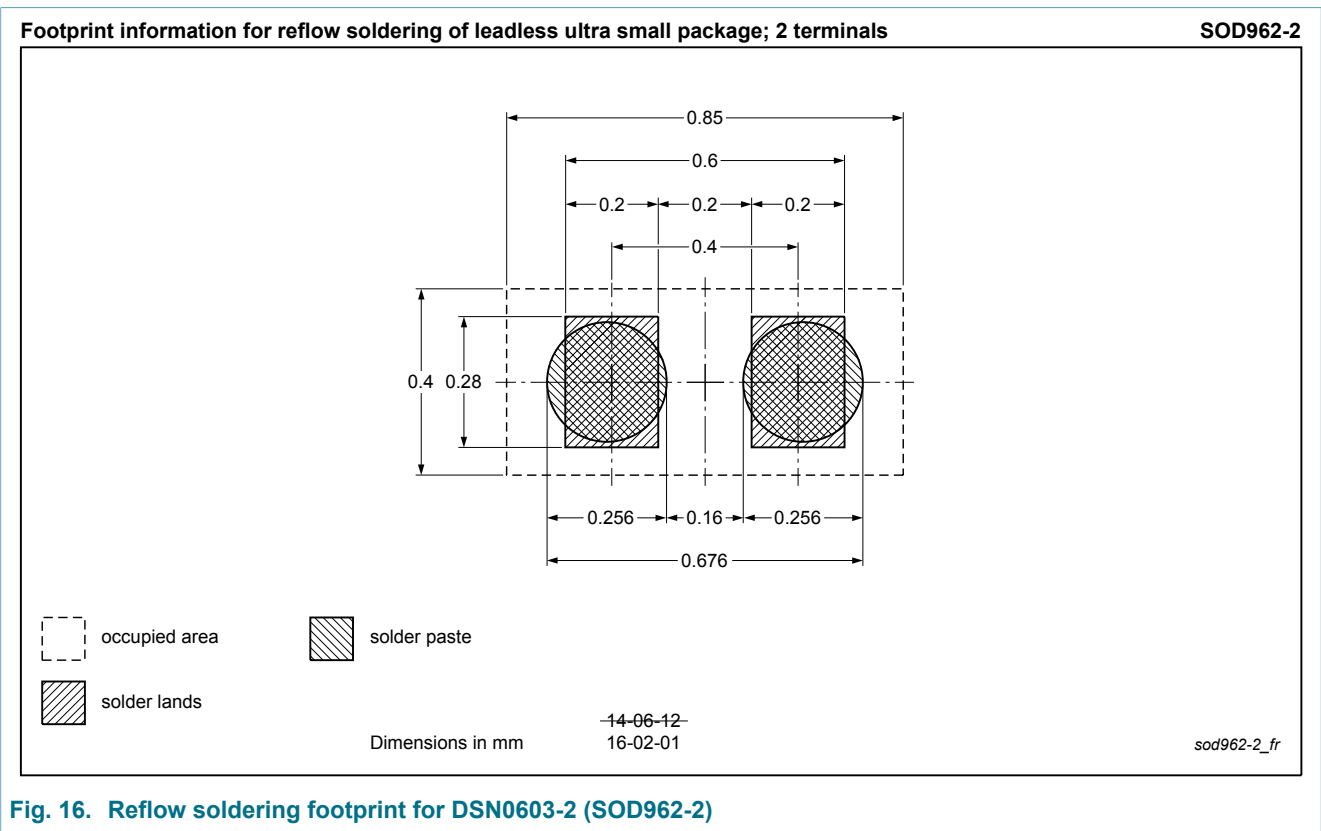 Footprint information for reflow soldering of leadless ultra small package; 2 terminals SOD962-2
0.85
0.6
0.2 0.2 0.2
0.4
0.4 0.28
0.256 0.16 0.256
0.676
occupied area solder paste
solder lands
14-06-12
Dimensions in mm 16-02-01 sod962-2_fr
Fig. 16. Reflow soldering footprint for DSN0603-2 (SOD962-2)